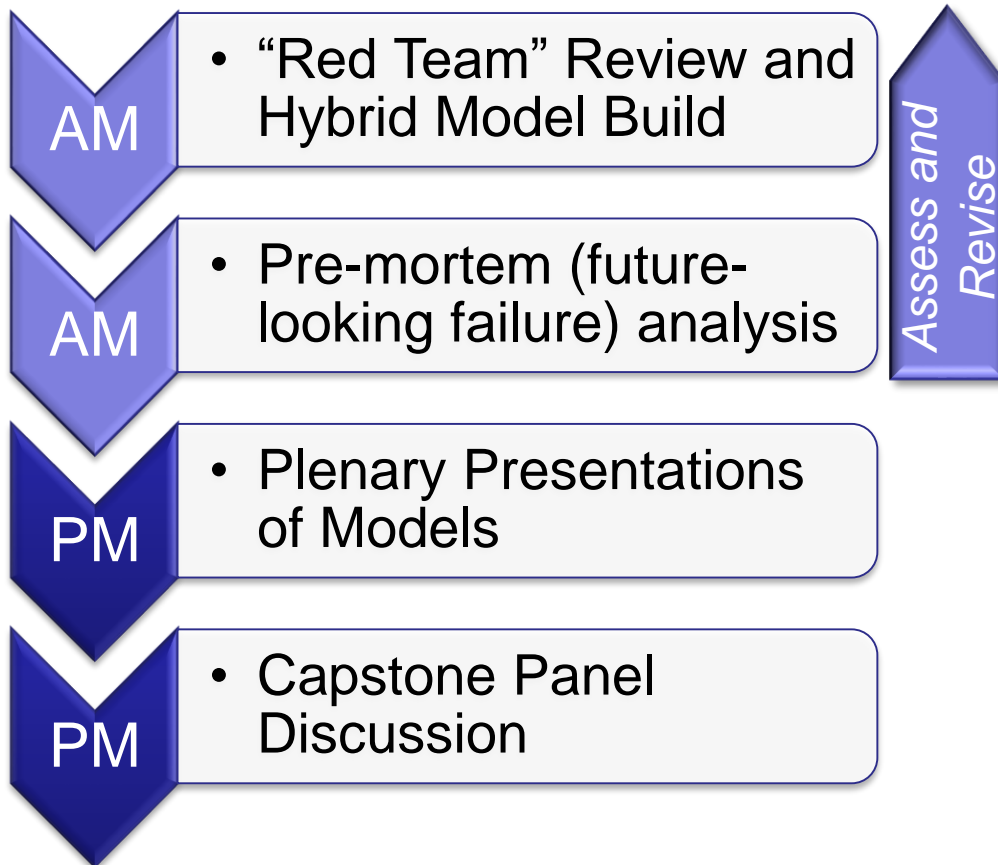 AM
• “Red Team” Review and
Hybrid Model Build
AM
• Pre-mortem (future-
looking failure) analysis
PM
• Plenary Presentations
of Models
PM
• Capstone Panel
Discussion
Assess and
Revise